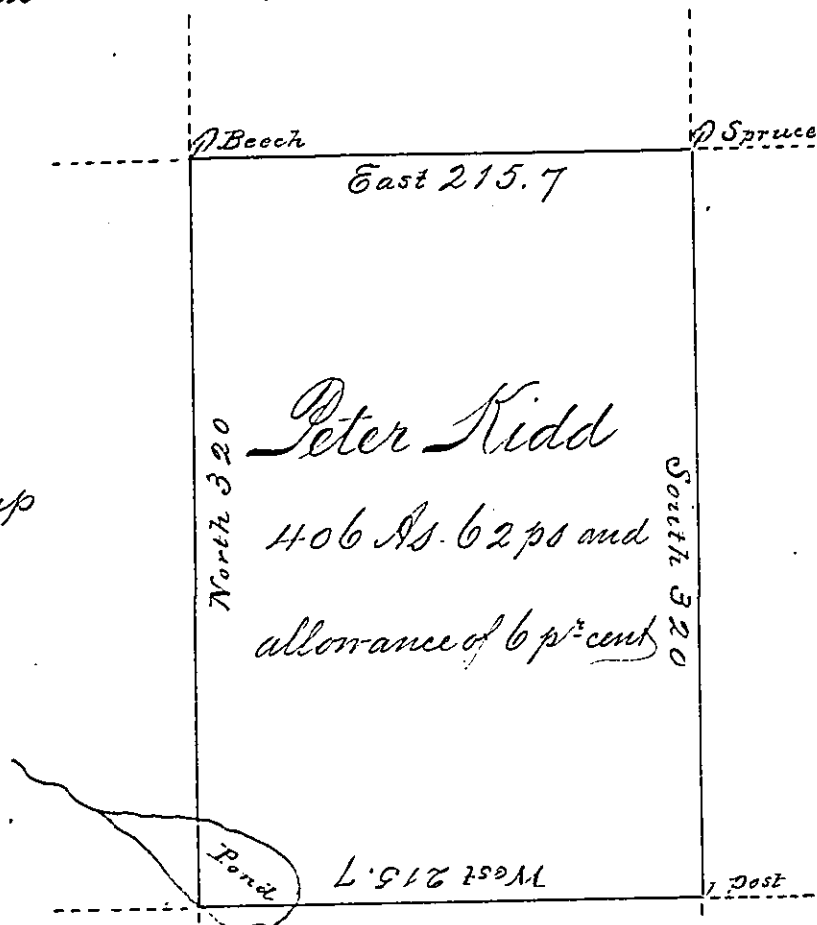 Beech
Spruce
East 215.7
North 320
Peter Kidd
406 As. 62 ps and
allowance of 6 pr cent
South 320
Pond
West 215.7
Post